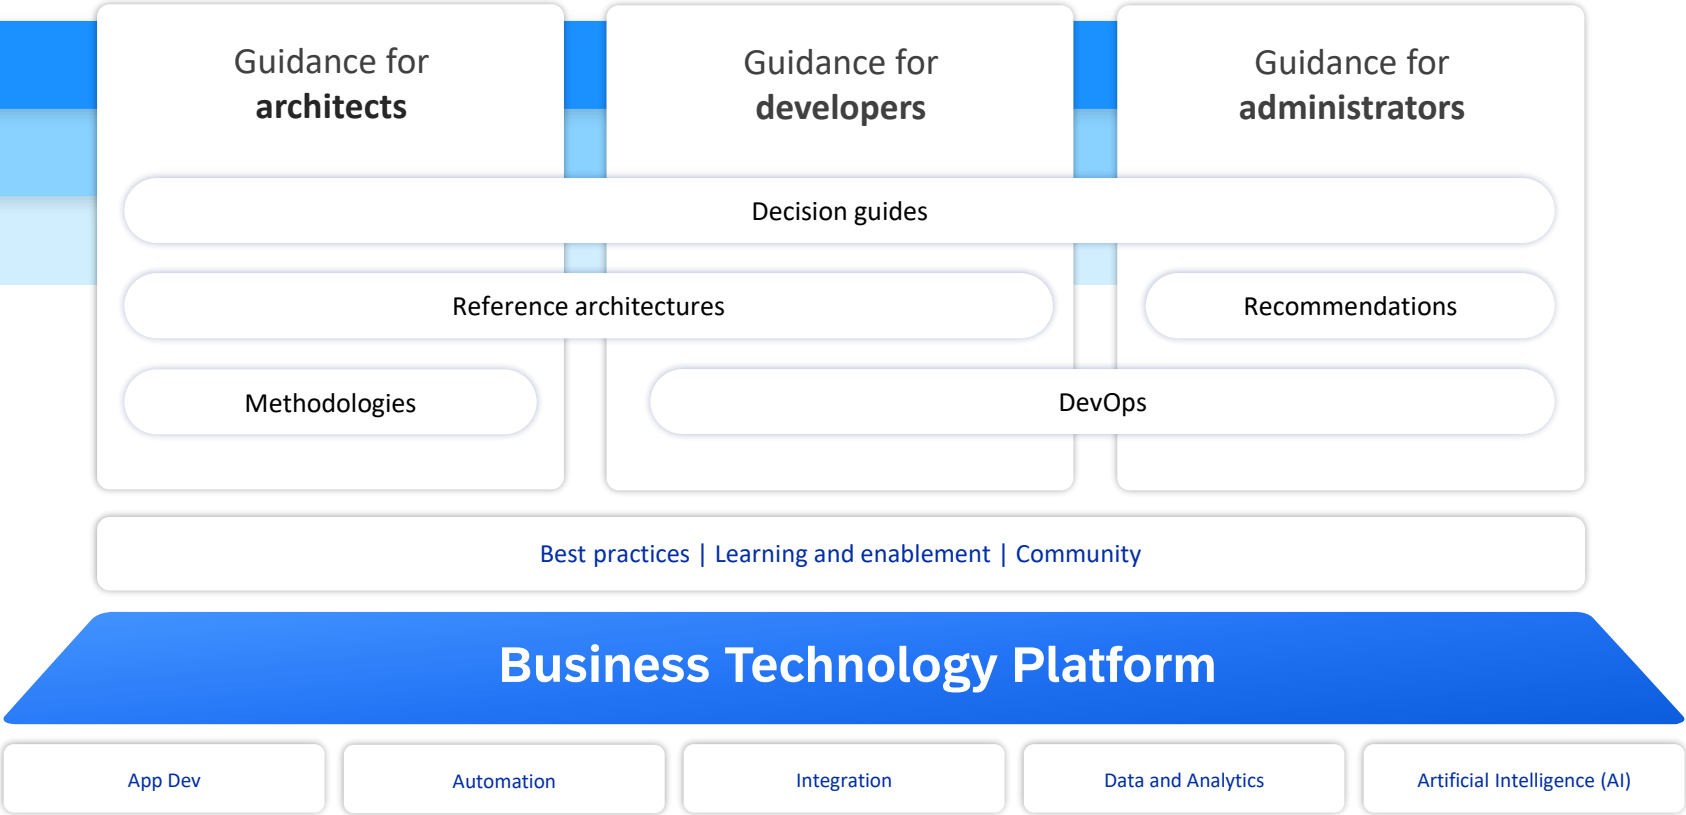 Guidance for
architects
Guidance for
developers
Guidance for
administrators
Decision guides
Reference architectures
Recommendations
Methodologies
DevOps
Best practices | Learning and enablement | Community
Business Technology Platform
App Dev
Automation
Integration
Data and Analytics
Artificial Intelligence (AI)